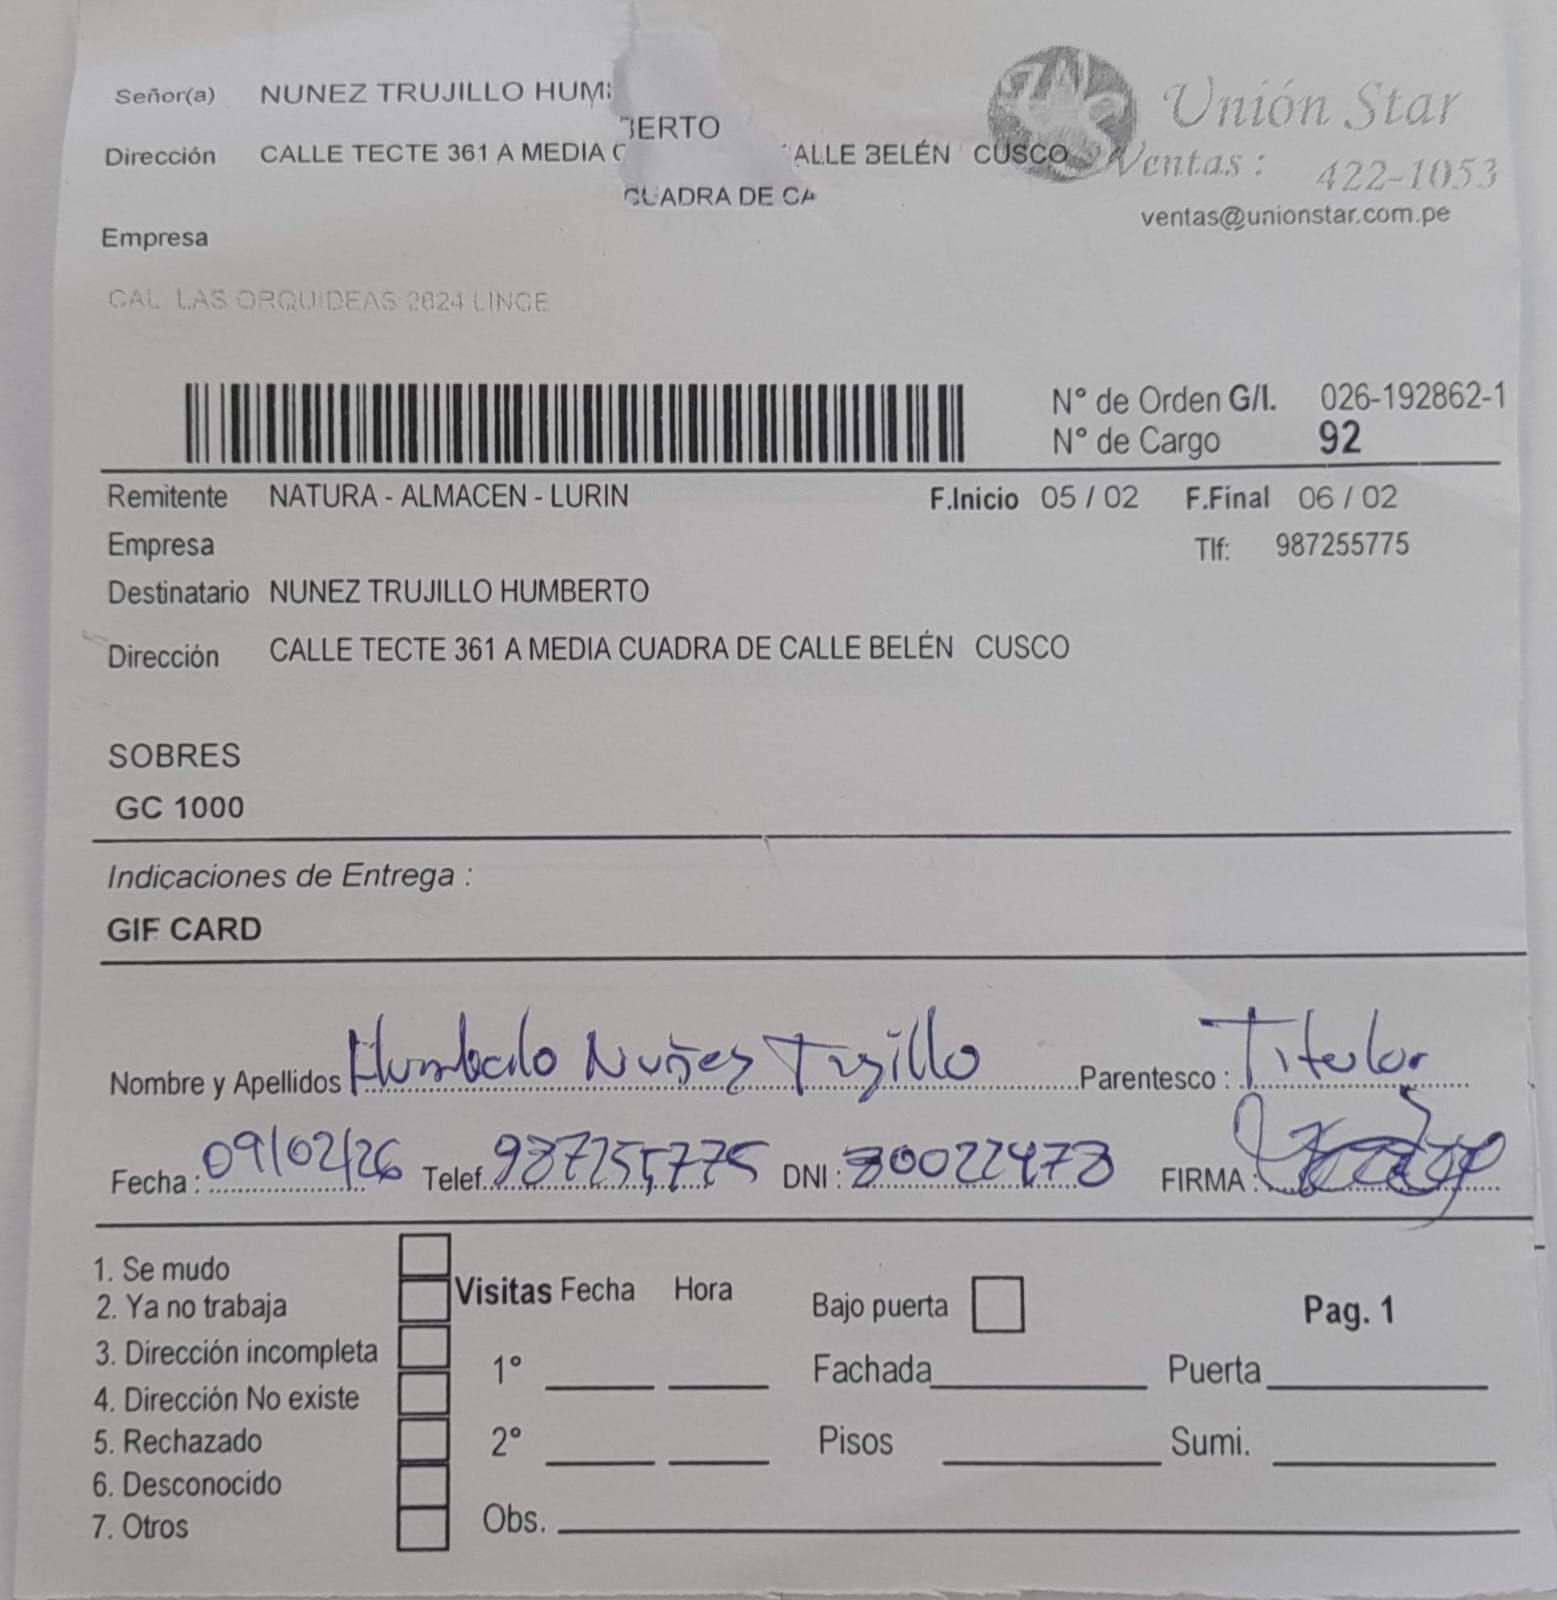 Señor(a) NUNEZ TRUJILLO HUM
BERTO
Dirección CALLE TECTE 361 A MEDIA C ALLE BELÉN CUSCO
CUADRA DE CA
Unión Star
Ventas : 422-1053
ventas@unionstar.com.pe
Empresa
CAL LAS ORQUIDEAS 2624 LINCE
N° de Orden G/I. 026-192862-1
N° de Cargo 92
Remitente NATURA - ALMACEN - LURIN F.Inicio 05 / 02 F.Final 06 / 02
Empresa Tlf: 987255775
Destinatario NUNEZ TRUJILLO HUMBERTO
Dirección CALLE TECTE 361 A MEDIA CUADRA DE CALLE BELÉN CUSCO
SOBRES
GC 1000
Indicaciones de Entrega :
GIF CARD
Nombre y Apellidos Humberto Nuñez Trujillo Parentesco : Titular
Fecha : 09/02/26 Telef. 987255775 DNI : 80022473 FIRMA :
1. Se mudo
2. Ya no trabaja
3. Dirección incompleta
4. Dirección No existe
5. Rechazado
6. Desconocido
7. Otros
Visitas Fecha Hora
1°
2°
Obs.
Bajo puerta Pag. 1
Fachada Puerta
Pisos Sumi.